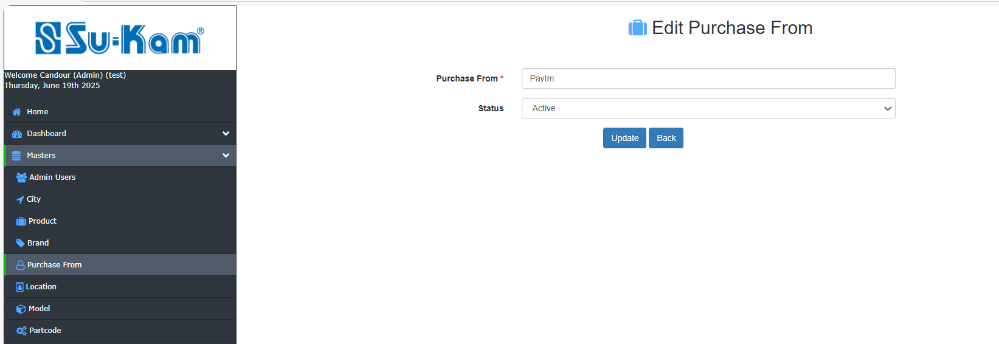 Su-Kam®
Welcome Candour (Admin) (test)
Thursday, June 19th 2025
Home
Dashboard
Masters
Admin Users
City
Product
Brand
Purchase From
Location
Model
Partcode
Edit Purchase From
Purchase From * Paytm
Status Active
Update Back